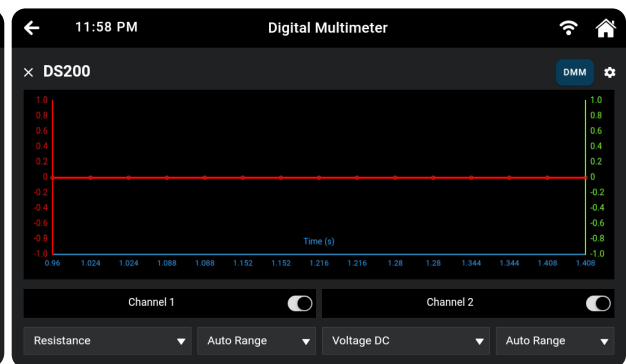 11:58 PM Digital Multimeter
× DS200 DMM
1.0 1.0
0.8 0.8
0.6 0.6
0.4 0.4
0.2 0.2
0 0
-0.2 -0.2
-0.4 -0.4
-0.6 -0.6
-0.8 -0.8
Time (s)
-1.0 -1.0
0.96 1.024 1.024 1.088 1.088 1.152 1.152 1.216 1.216 1.28 1.28 1.344 1.344 1.408 1.408
Channel 1 Channel 2
Resistance Auto Range Voltage DC Auto Range